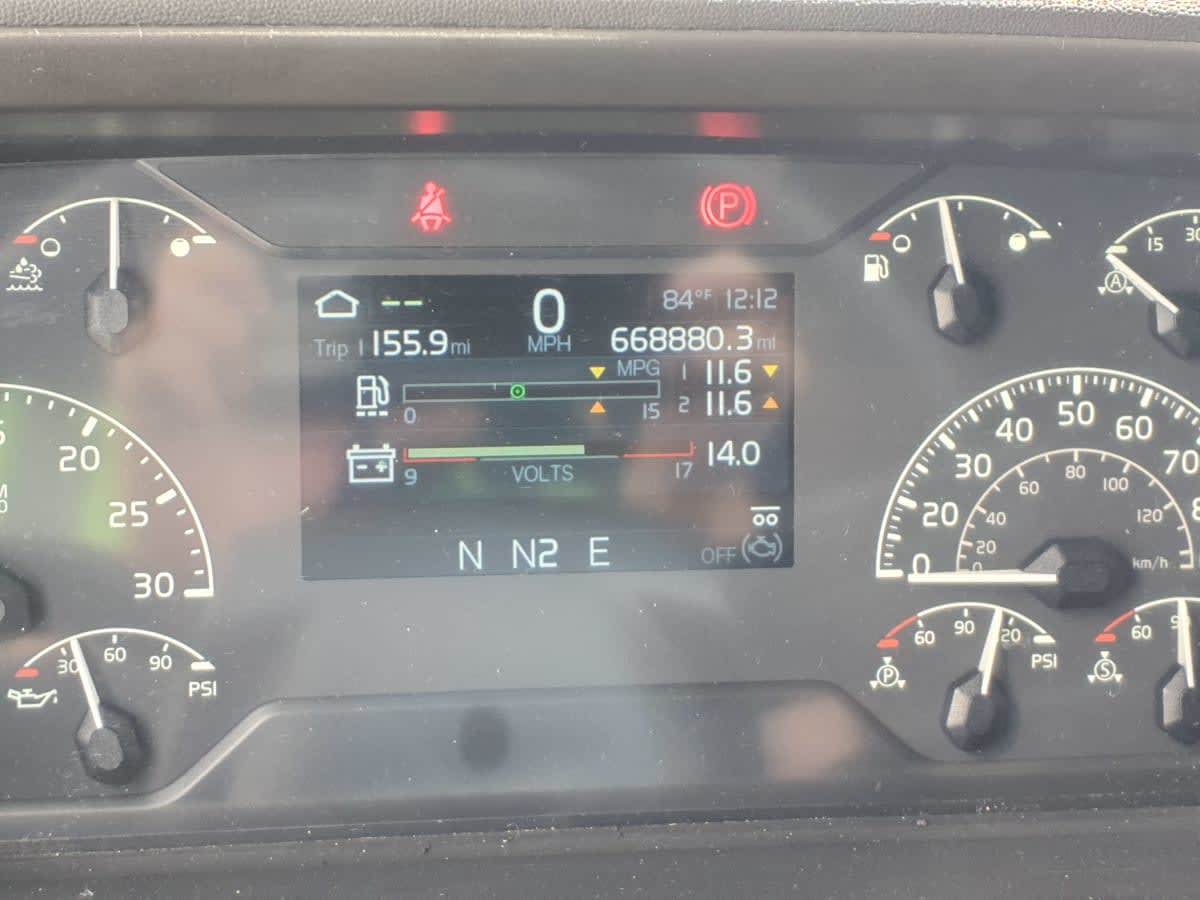 -- 0 84°F 12:12
Trip 1 155.9 mi MPH 668880.3 mi
MPG 1 11.6
0 15 2 11.6
9 VOLTS 17 14.0
N N2 E OFF
P
15 30
A
20
25
30
30 60 90
PSI
0 20 30 40 50 60 70
0 20 40 60 80 100 120
km/h
60 90
PSI
P
60
S